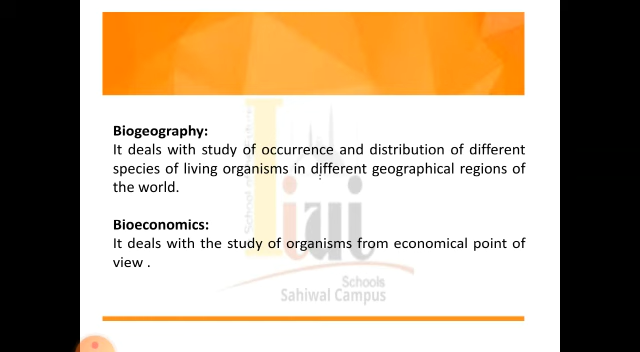 Biogeography:
It deals with study of occurrence and distribution of different
species of living organisms in different geographical regions of
the world.
Bioeconomics:
It deals with the study of organisms from economical point of
view .
Schools
Sahiwal Campus